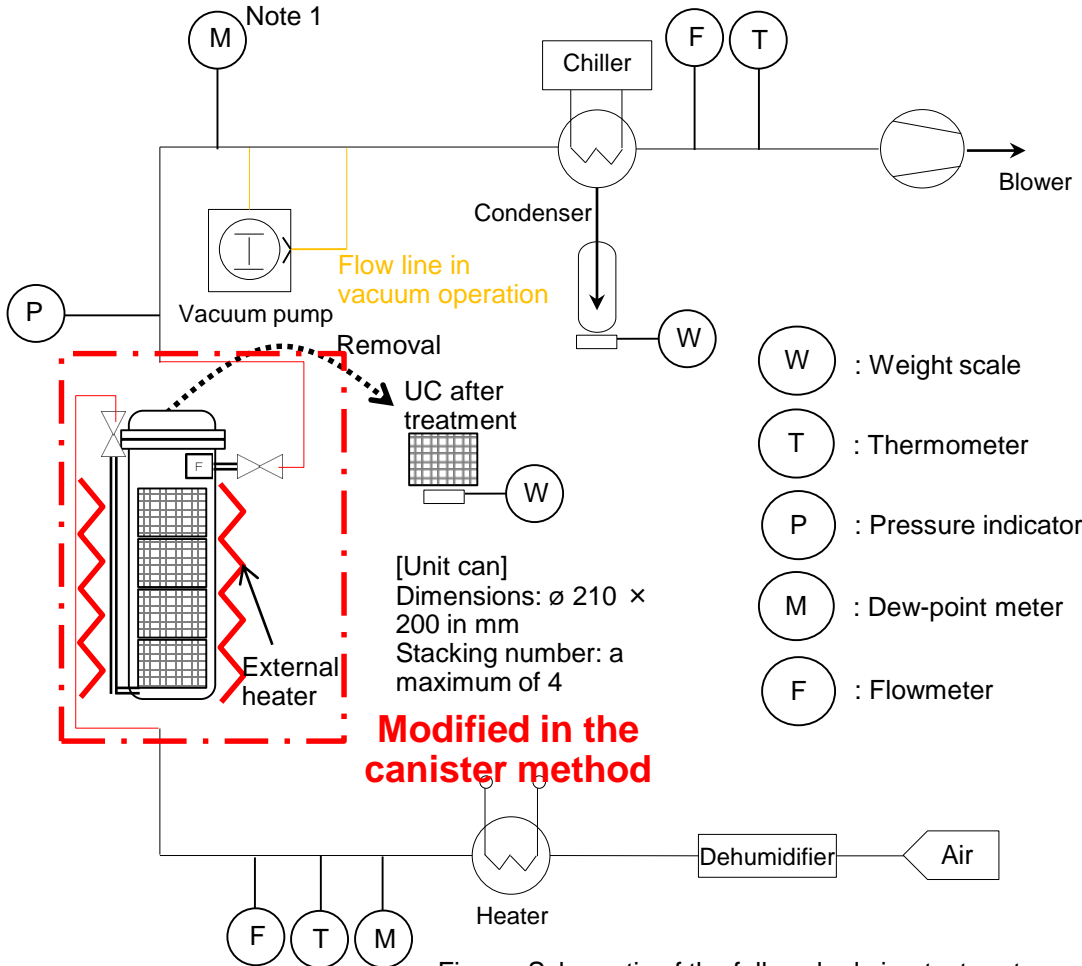 Note 1
M
F
T
Chiller
Blower
Condenser
Flow line in
vacuum operation
Vacuum pump
P
W
Removal
UC after
treatment
W
F
W : Weight scale
T : Thermometer
P : Pressure indicator
M : Dew-point meter
F : Flowmeter
[Unit can]
Dimensions: ø 210 ×
200 in mm
Stacking number: a
maximum of 4
External
heater
Modified in the
canister method
Dehumidifier
Air
Heater
F
T
M